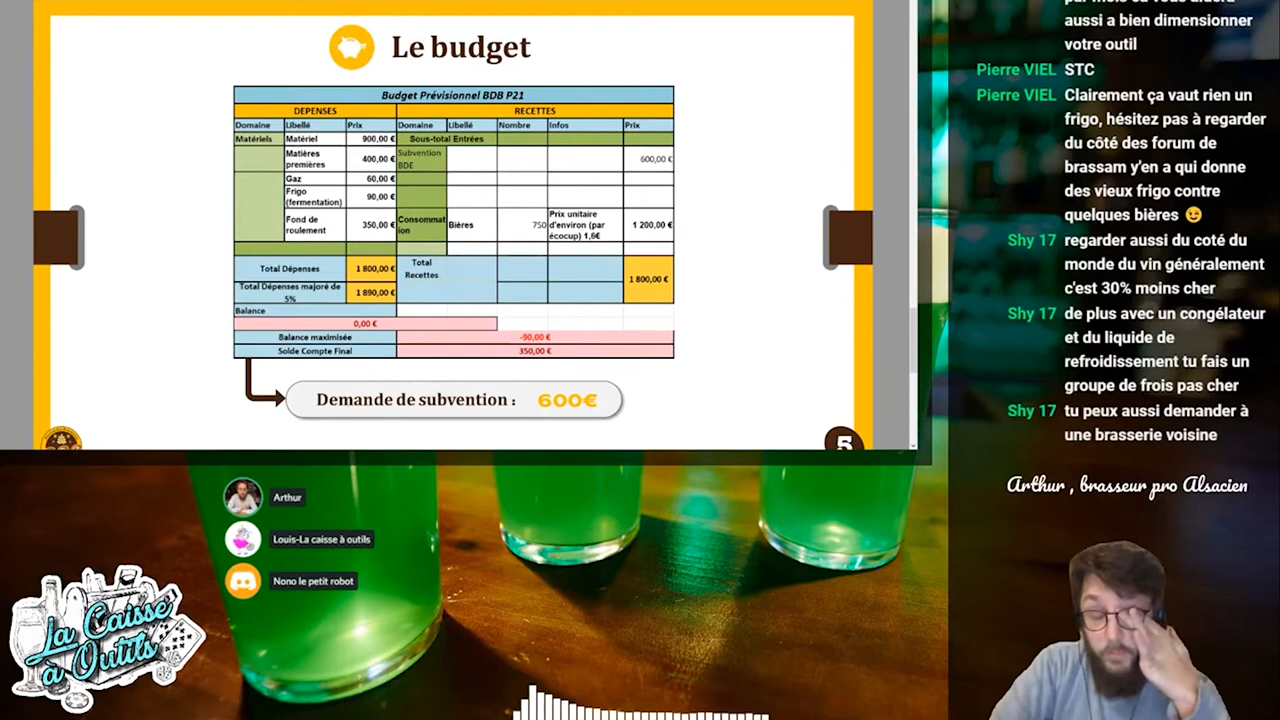 Le budget
Budget Prévisionnel BDB P21
DEPENSES RECETTES
Domaine Libellé Prix Domaine Libellé Nombre Infos Prix
Matériels Matériel 900,00 € Sous-total Entrées
Matières premières 400,00 € Subvention BDE 600,00 €
Gaz 60,00 €
Frigo (fermentation) 90,00 €
Fond de roulement 350,00 € Consommation Bières 750 Prix unitaire d'environ (par écocup) 1,6€ 1 200,00 €
Total Dépenses 1 800,00 € Total Recettes 1 800,00 €
Total Dépenses majoré de 5% 1 890,00 €
Balance
0,00 €
Balance maximisée -90,00 €
Solde Compte Final 350,00 €
Demande de subvention : 600€
5
aussi a bien dimensionner
votre outil
Pierre VIEL STC
Pierre VIEL Clairement ça vaut rien un
frigo, hésitez pas à regarder
du côté des forum de
brassam y'en a qui donne
des vieux frigo contre
quelques bières 😉
Shy 17 regarder aussi du coté du
monde du vin généralement
c'est 30% moins cher
Shy 17 de plus avec un congélateur
et du liquide de
refroidissement tu fais un
groupe de frois pas cher
Shy 17 tu peux aussi demander à
une brasserie voisine
Arthur , brasseur pro Alsacien
Arthur
Louis-La caisse à outils
Nono le petit robot
La Caisse
à Outils